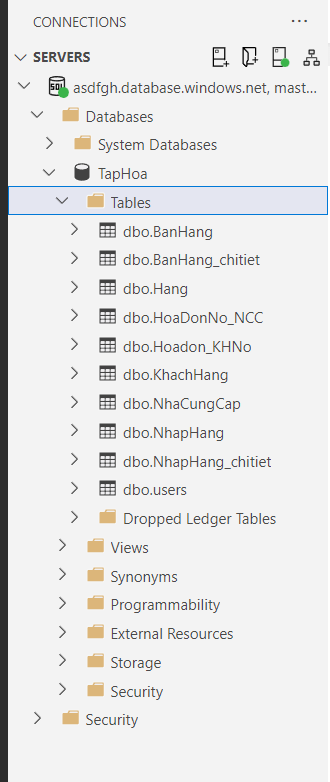 CONNECTIONS
SERVERS
asdfgh.database.windows.net, mast...
Databases
System Databases
TapHoa
Tables
dbo.BanHang
dbo.BanHang_chitiet
dbo.Hang
dbo.HoaDonNo_NCC
dbo.Hoadon_KHNo
dbo.KhachHang
dbo.NhaCungCap
dbo.NhapHang
dbo.NhapHang_chitiet
dbo.users
Dropped Ledger Tables
Views
Synonyms
Programmability
External Resources
Storage
Security
Security